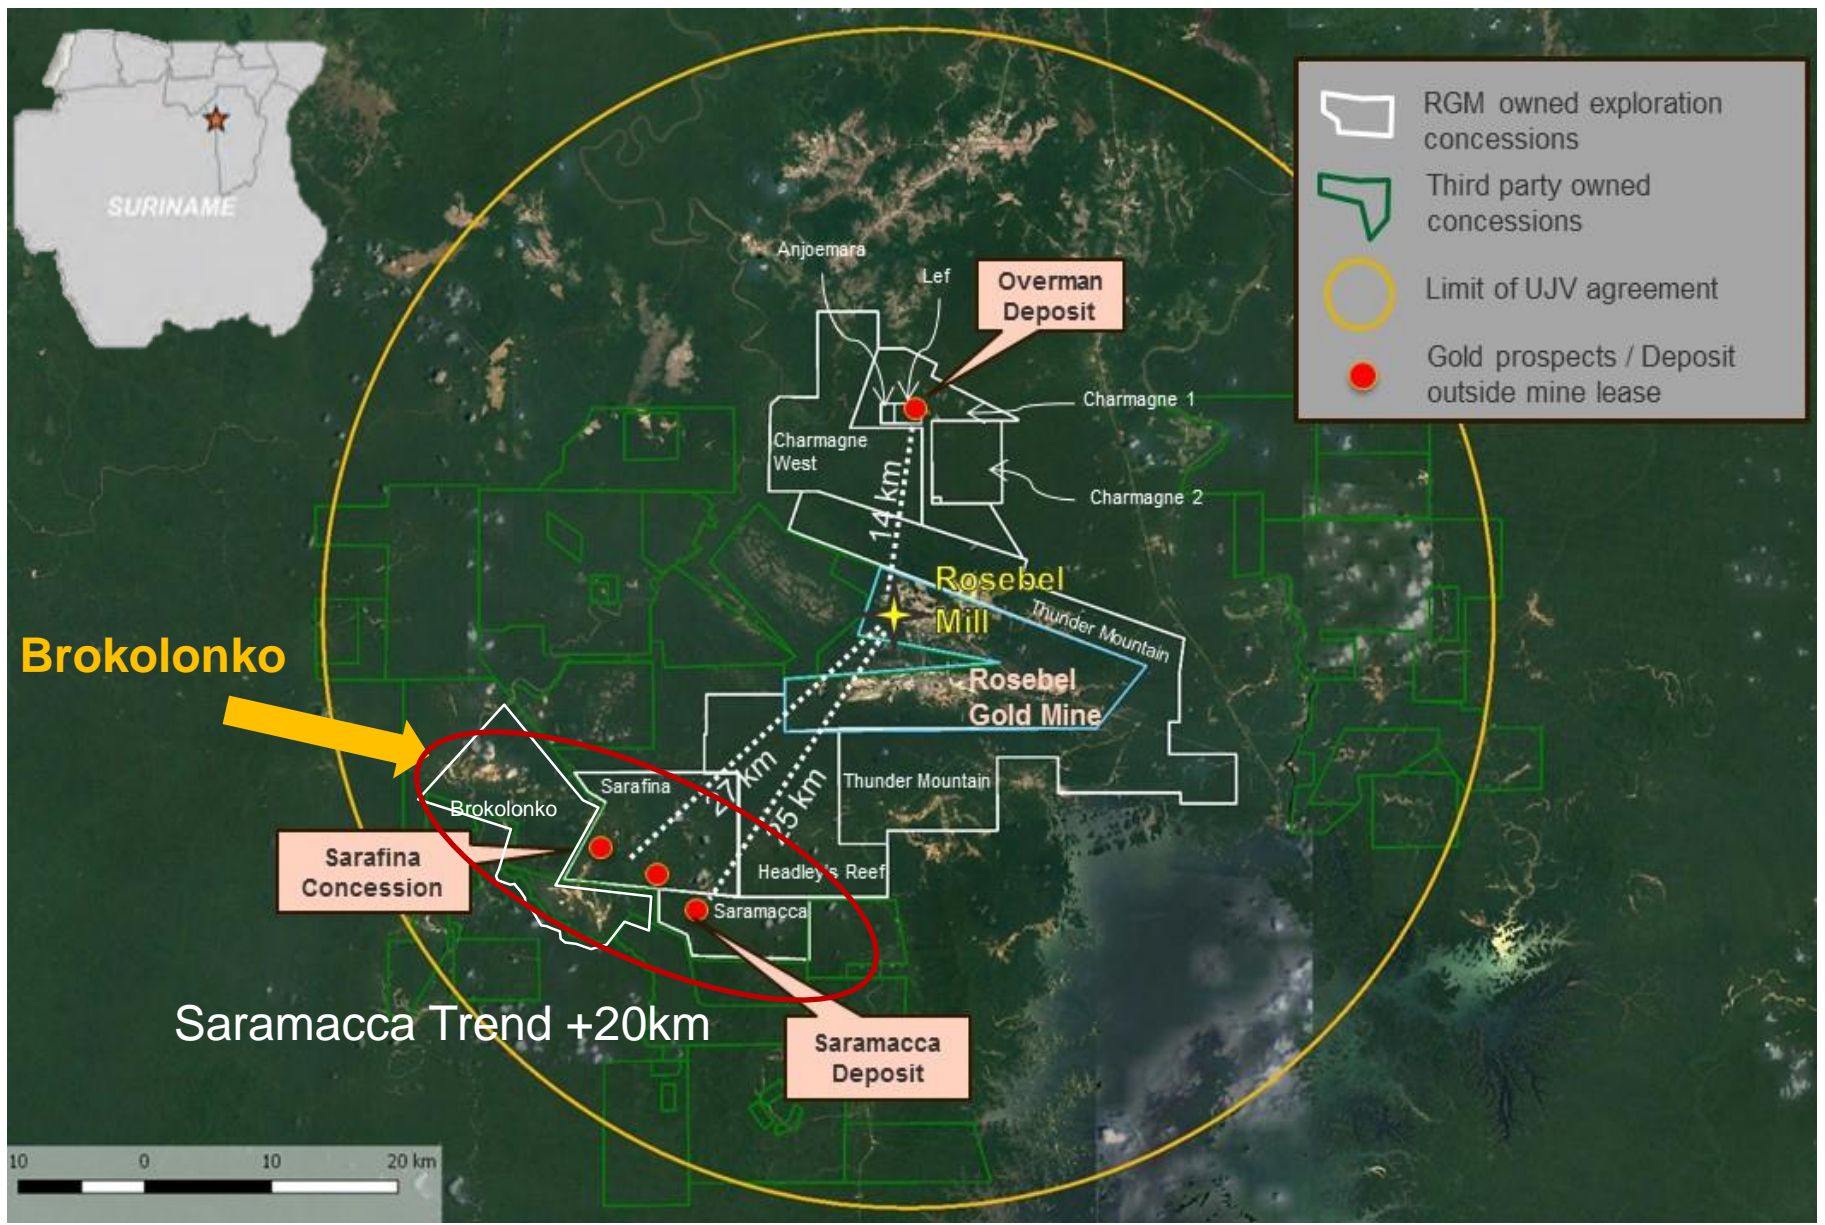 SURINAME
RGM owned exploration
concessions
Third party owned
concessions
Limit of UJV agreement
Gold prospects / Deposit
outside mine lease
Anjoemara
Lef
Overman
Deposit
Charmagne 1
Charmagne
West
Charmagne 2
14 km
Rosebel
Mill
Thunder Mountain
Rosebel
Gold Mine
Brokolonko
27 km
25 km
Thunder Mountain
Sarafina
Brokolonko
Sarafina
Concession
Headley's Reef
Saramacca
Saramacca Trend +20km
Saramacca
Deposit
10 0 10 20 km